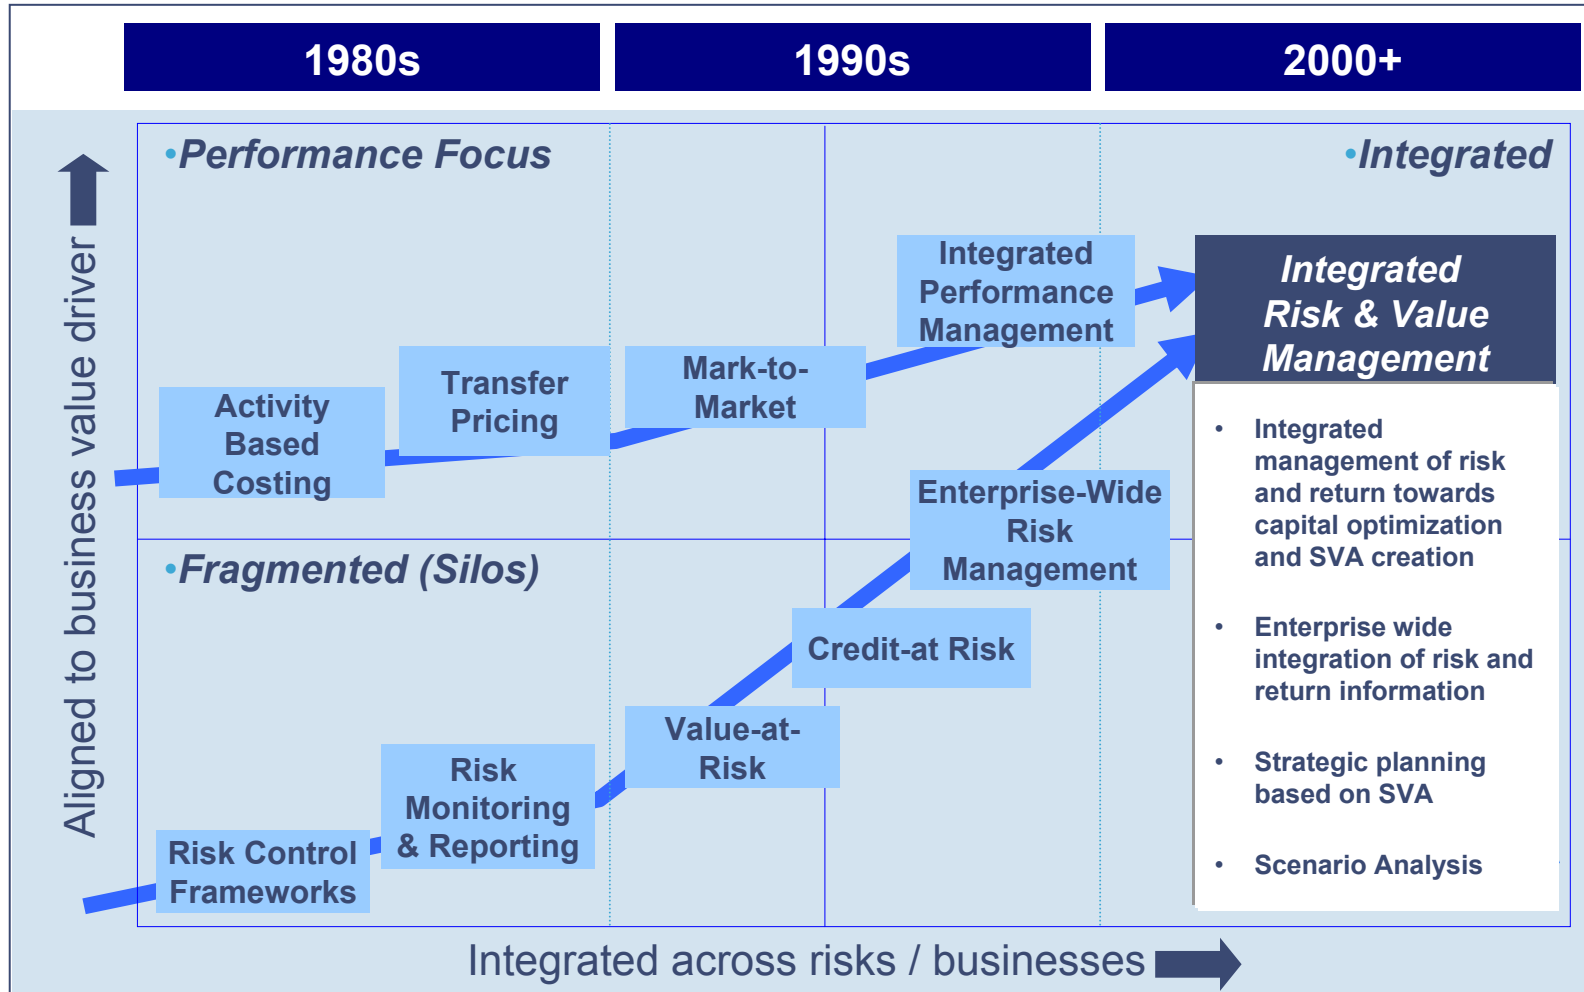 1980s
1990s
2000+
Aligned to business value driver
•Performance Focus
•Integrated
Activity
Based
Costing
Transfer
Pricing
Mark-to-
Market
Integrated
Performance
Management
Integrated
Risk & Value
Management
•Fragmented (Silos)
Risk Control
Frameworks
Risk
Monitoring
& Reporting
Value-at-
Risk
Credit-at Risk
Enterprise-Wide
Risk
Management
• Integrated
management of risk
and return towards
capital optimization
and SVA creation
• Enterprise wide
integration of risk and
return information
• Strategic planning
based on SVA
• Scenario Analysis
Integrated across risks / businesses